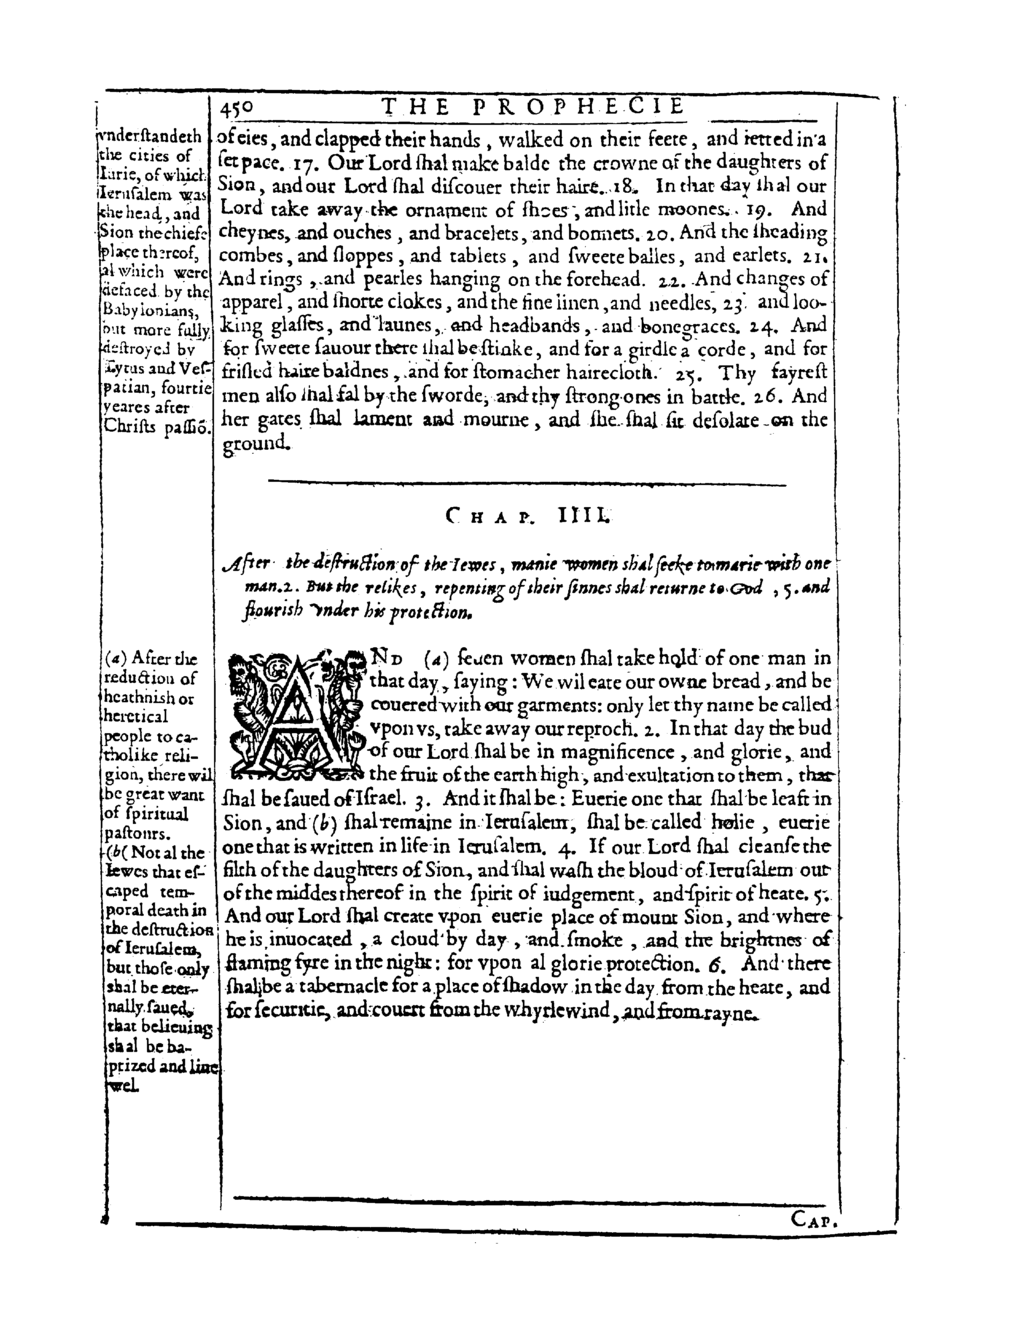 450 THE PROPHECIE
vnderſtandeth
the cities of
Iurie, of which
Ieruſalem was
the head, and
Sion the chiefe
place thereof,
al which were
defaced by the
Babylonians,
but more fully
deſtroyed by
Tytus and Veſ-
patian, fourtie
yeares after
Chriſts paſſiō.
of eies, and clapped their hands, walked on their feete, and ietted in a
ſet pace. 17. Our Lord ſhal make balde the crowne of the daughters of
Sion, and our Lord ſhal diſcouer their haire. 18. In that day ſhal our
Lord take away the ornament of ſhoes, and litle moones. 19. And
cheynes, and ouches, and bracelets, and bonnets. 20. And the ſheading
combes, and ſloppes, and tablets, and ſweete balles, and earlets. 21.
And rings, and pearles hanging on the forehead. 22. And changes of
apparel, and ſhorte clokes, and the fine linen, and needles, 23. and loo-
king glaſſes, and launes, and headbands, and bonegraces. 24. And
for ſweete ſauour there ſhal be ſtinke, and for a girdle a corde, and for
friſled haire baldnes, and for ſtomacher hairecloth. 25. Thy fayreſt
men alſo ſhal fal by the ſworde, and thy ſtrong ones in battle. 26. And
her gates ſhal lament and mourne, and ſhe ſhal ſit deſolate on the
ground.
CHAP. IIII.
After the deſtruction of the Iewes, manie women shal ſeeke to marie with one
man. 2. But the relikes, repenting of their ſinnes shal returne to God, 5. and
flourish vnder his protection.
(a) After the
reduction of
heathnish or
heretical
people to ca-
tholike reli-
gion, there wil
be great want
of ſpiritual
paſtours.
(b( Not al the
Iewes that eſ-
caped tem-
poral death in
the deſtruction
of Ieruſalem,
but thoſe only
shal be eter-
nally ſaued,
that belieuing
shal be ba-
ptized and liue
wel.
AND (a) ſeuen women ſhal take hold of one man in
that day, ſaying: We wil eate our owne bread, and be
couered with our garments: only let thy name be called
vpon vs, take away our reproch. 2. In that day the bud
of our Lord ſhal be in magnificence, and glorie, and
the fruit of the earth high, and exultation to them, that
ſhal be ſaued of Iſrael. 3. And it ſhal be: Euerie one that ſhal be leaſt in
Sion, and (b) ſhal remaine in Ieruſalem, ſhal be called holie, euerie
one that is written in life in Ieruſalem. 4. If our Lord ſhal cleanſe the
filth of the daughters of Sion, and ſhal waſh the bloud of Ieruſalem out
of the middes thereof in the ſpirit of iudgement, and ſpirit of heate. 5.
And our Lord ſhal create vpon euerie place of mount Sion, and where
he is inuocated, a cloud by day, and ſmoke, and the brightnes of
flaming fyre in the night: for vpon al glorie protection. 6. And there
ſhal be a tabernacle for a place of ſhadow in the day from the heate, and
for ſecuritie, and couert from the whyrlewind, and from rayne.
CAP.